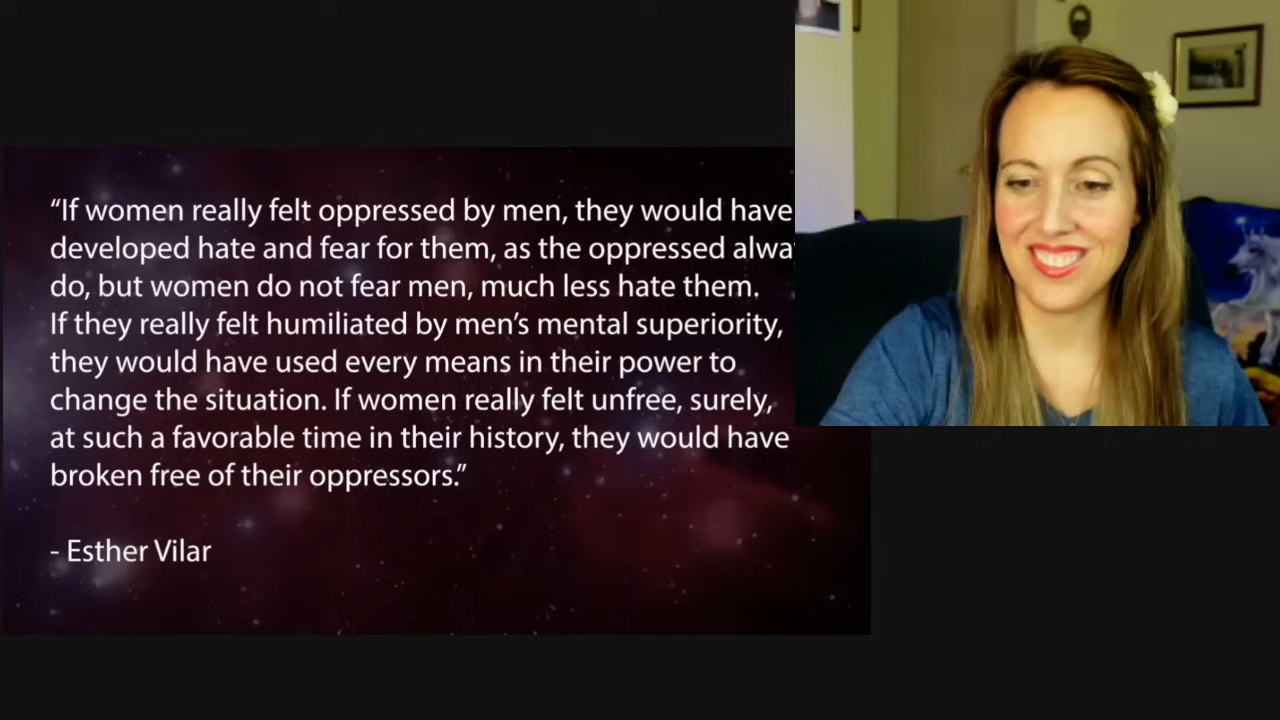 “If women really felt oppressed by men, they would have
developed hate and fear for them, as the oppressed
do, but women do not fear men, much less hate them.
If they really felt humiliated by men’s mental superiority,
they would have used every means in their power to
change the situation. If women really felt unfree, surely,
at such a favorable time in their history, they would have
broken free of their oppressors.”
- Esther Vilar